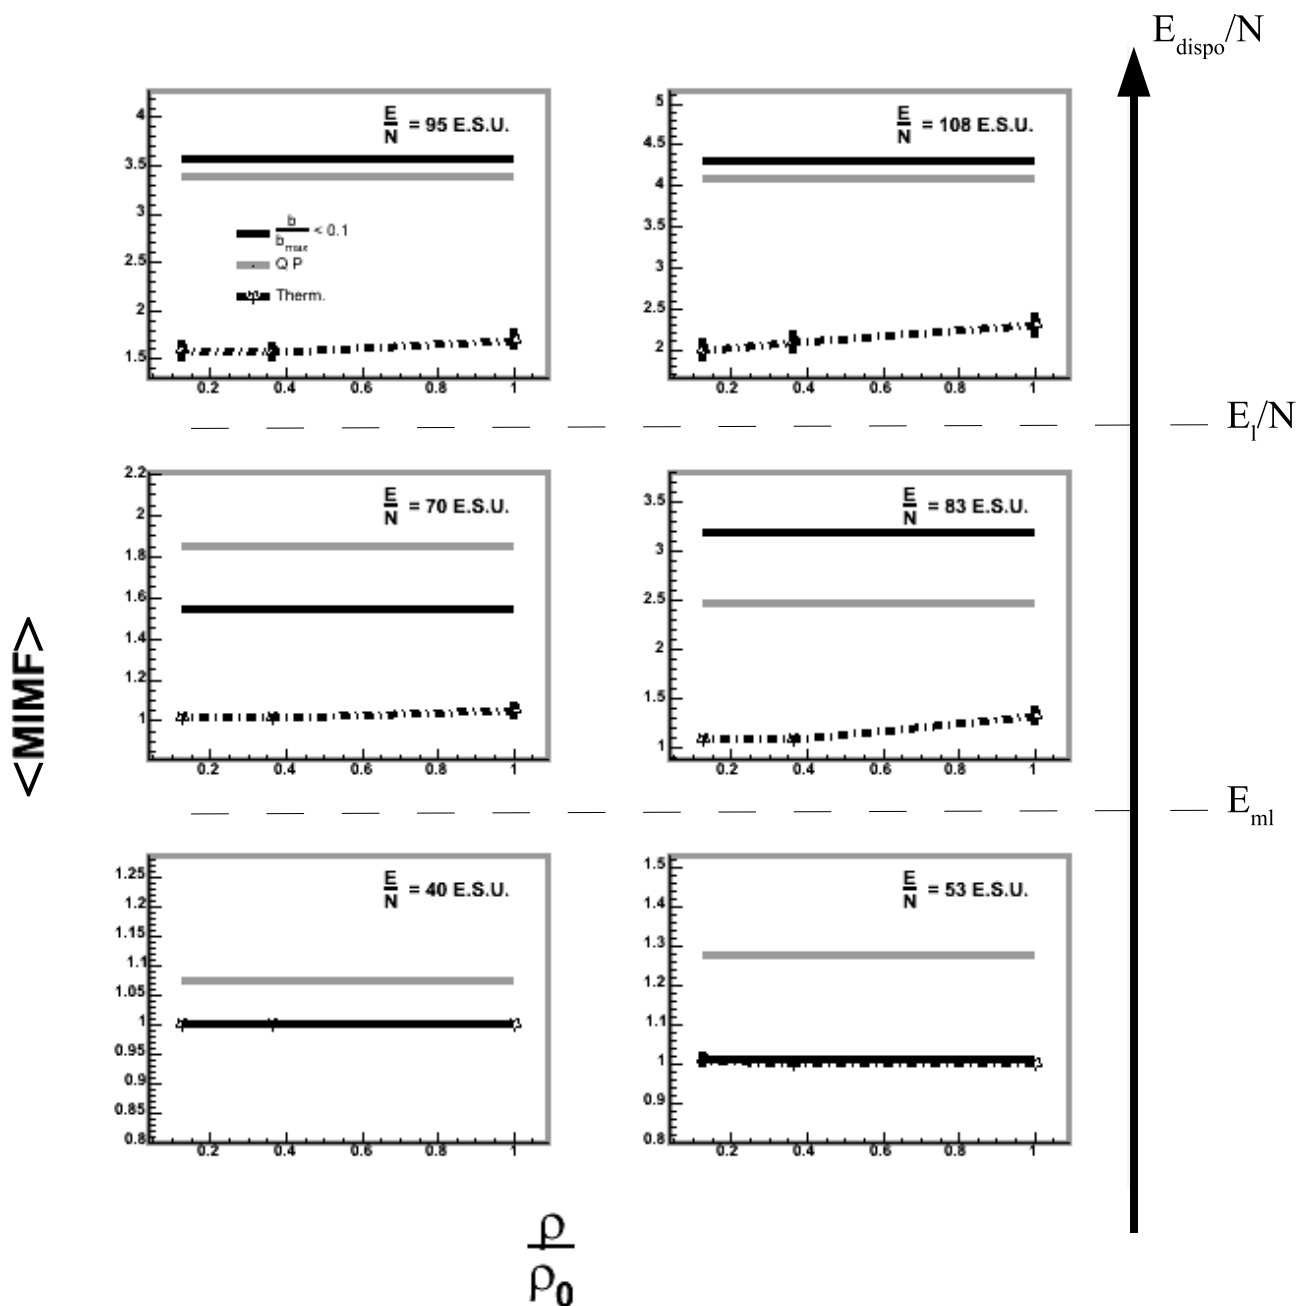 E_dispo/N
E/N = 95 E.S.U.
4
3.5
3
2.5
2
1.5
b/b_max < 0.1
Q P
Therm.
0.2 0.4 0.6 0.8 1
E/N = 108 E.S.U.
5
4.5
4
3.5
3
2.5
2
0.2 0.4 0.6 0.8 1
E_l/N
E/N = 70 E.S.U.
2.2
2
1.8
1.6
1.4
1.2
1
0.2 0.4 0.6 0.8 1
E/N = 83 E.S.U.
3.5
3
2.5
2
1.5
1
0.2 0.4 0.6 0.8 1
<MIMF>
E_ml
E/N = 40 E.S.U.
1.25
1.2
1.15
1.1
1.05
1
0.95
0.9
0.85
0.8
0.2 0.4 0.6 0.8 1
E/N = 53 E.S.U.
1.5
1.4
1.3
1.2
1.1
1
0.9
0.8
0.2 0.4 0.6 0.8 1
ρ/ρ_0